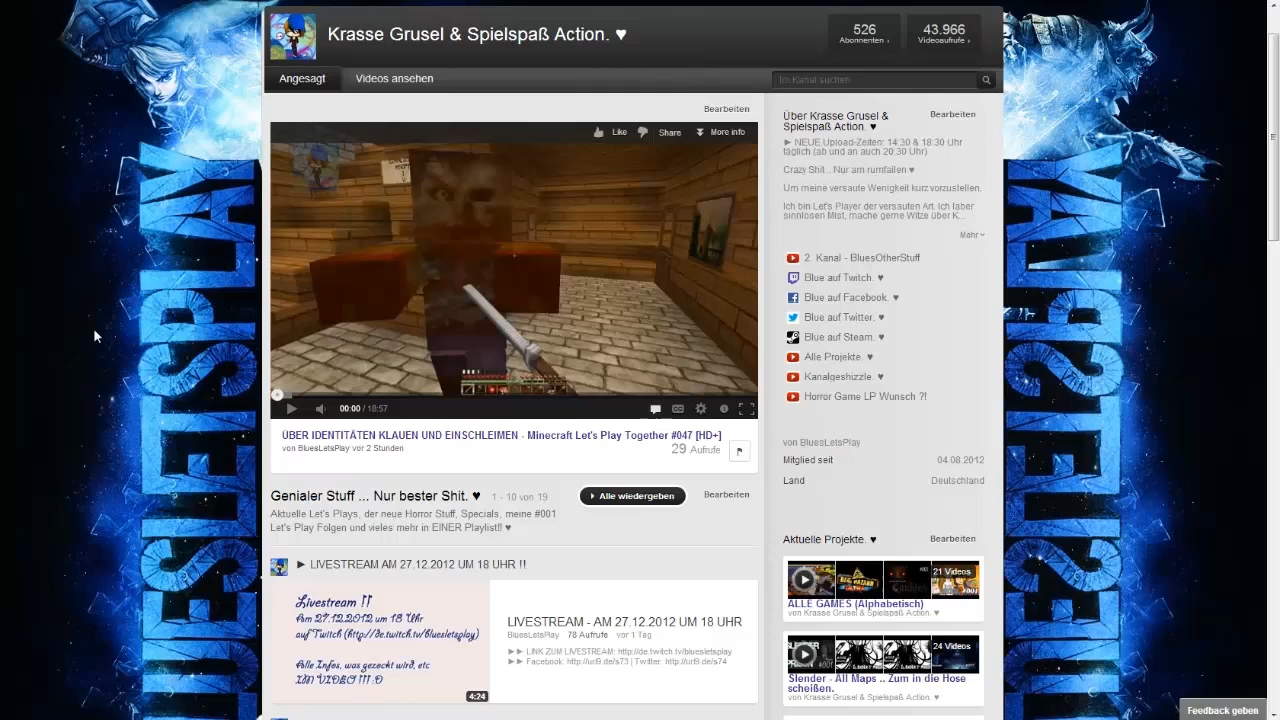 Krasse Grusel & Spielspaß Action. ♥
526
Abonnenten ›
43.966
Videoaufrufe ›
Angesagt
Videos ansehen
Im Kanal suchen
Bearbeiten
Like
Share
More info
00:00 / 18:57
ÜBER IDENTITÄTEN KLAUEN UND EINSCHLEIMEN - Minecraft Let's Play Together #047 [HD+]
von BluesLetsPlay vor 2 Stunden
29 Aufrufe
Genialer Stuff ... Nur bester Shit. ♥
1 - 10 von 19
Alle wiedergeben
Bearbeiten
Aktuelle Let's Plays, der neue Horror Stuff, Specials, meine #001
Let's Play Folgen und vieles mehr in EINER Playlist!! ♥
► LIVESTREAM AM 27.12.2012 UM 18 UHR !!
Livestream !!
Am 27.12.2012 um 18 Uhr
auf Twitch (http://de.twitch.tv/bluesletsplay)
Alle Infos, was gezockt wird, etc
IM VIDEO !!! :O
4:24
LIVESTREAM - AM 27.12.2012 UM 18 UHR
BluesLetsPlay 78 Aufrufe vor 1 Tag
►► LINK ZUM LIVESTREAM: http://de.twitch.tv/bluesletsplay
►► Facebook: http://url9.de/s73 | Twitter: http://url9.de/s74
Über Krasse Grusel &
Spielspaß Action. ♥
Bearbeiten
► NEUE Upload-Zeiten: 14:30 & 18:30 Uhr
täglich (ab und an auch 20:30 Uhr)
Crazy Shit .. Nur am rumfallen ♥
Um meine versaute Wenigkeit kurz vorzustellen.
Ich bin Let's Player der versauten Art. Ich laber
sinnlosen Mist, mache gerne Witze über K...
Mehr
2. Kanal - BluesOtherStuff
Blue auf Twitch. ♥
Blue auf Facebook. ♥
Blue auf Twitter. ♥
Blue auf Steam. ♥
Alle Projekte. ♥
Kanalgeshizzle. ♥
Horror Game LP Wunsch ?!
von BluesLetsPlay
Mitglied seit
04.08.2012
Land
Deutschland
Aktuelle Projekte. ♥
Bearbeiten
21 Videos
ALLE GAMES (Alphabetisch)
von Krasse Grusel & Spielspaß Action. ♥
24 Videos
Slender - All Maps .. Zum in die Hose
scheißen.
von Krasse Grusel & Spielspaß Action. ♥
Feedback geben